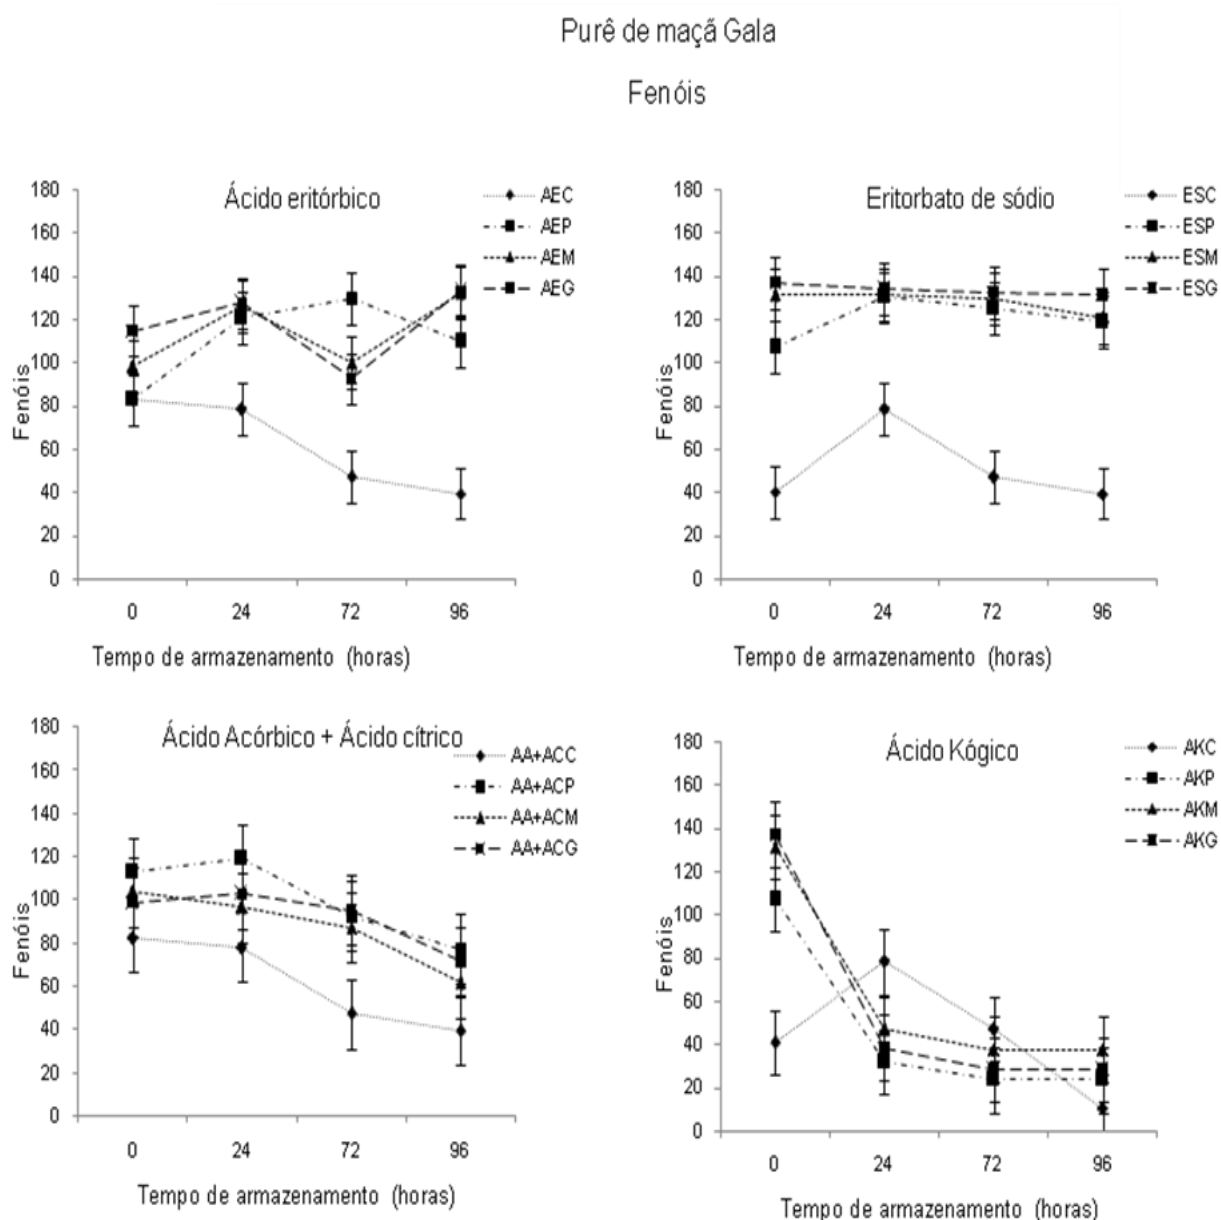 Purê de maçã Gala
Fenóis
Ácido eritórbico
AEC
AEP
AEM
AEG
180
160
140
120
100
80
60
40
20
0
Fenóis
0 24 72 96
Tempo de armazenamento (horas)
Eritorbato de sódio
ESC
ESP
ESM
ESG
180
160
140
120
100
80
60
40
20
0
Fenóis
0 24 72 96
Tempo de armazenamento (horas)
Ácido Acórbico + Ácido cítrico
AA+ACC
AA+ACP
AA+ACM
AA+ACG
180
160
140
120
100
80
60
40
20
0
Fenóis
0 24 72 96
Tempo de armazenamento (horas)
Ácido Kógico
AKC
AKP
AKM
AKG
180
160
140
120
100
80
60
40
20
0
Fenóis
0 24 72 96
Tempo de armazenamento (horas)